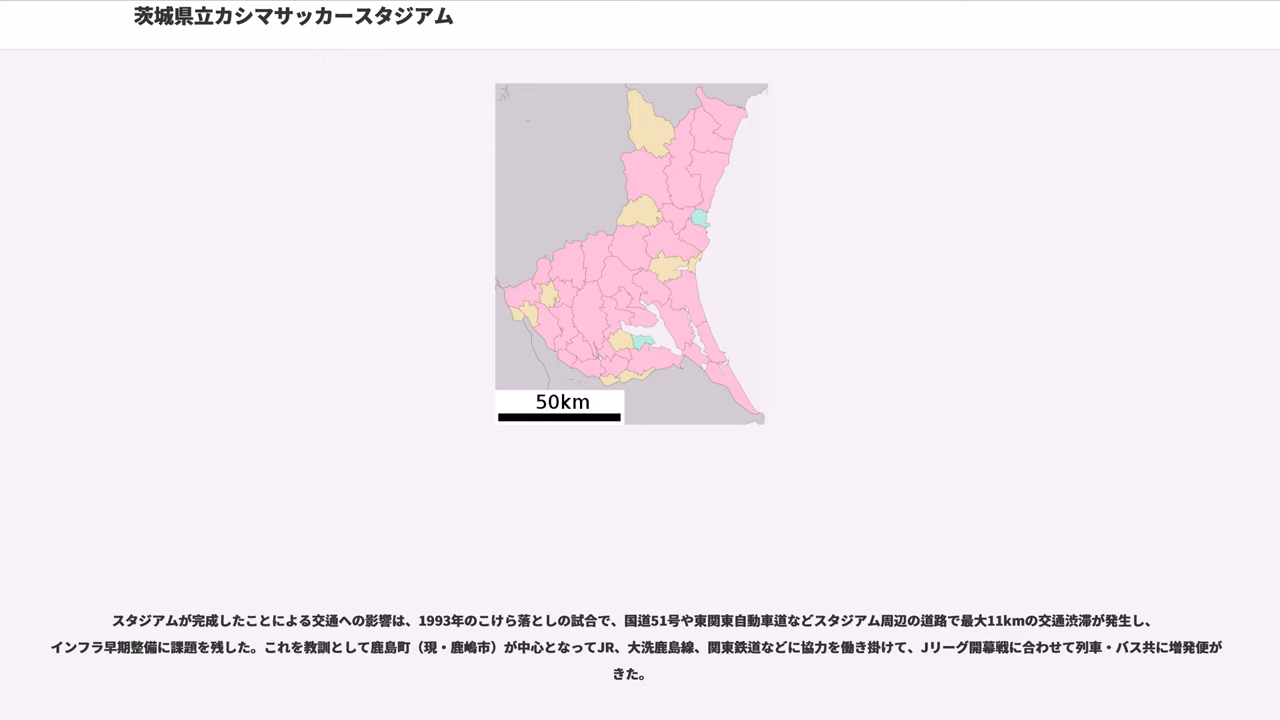 茨城県立カシマサッカースタジアム
50km
スタジアムが完成したことによる交通への影響は、1993年のこけら落としの試合で、国道51号や東関東自動車道などスタジアム周辺の道路で最大11kmの交通渋滞が発生し、
インフラ早期整備に課題を残した。これを教訓として鹿島町（現・鹿嶋市）が中心となってJR、大洗鹿島線、関東鉄道などに協力を働き掛けて、Jリーグ開幕戦に合わせて列車・バス共に増発便が
きた。